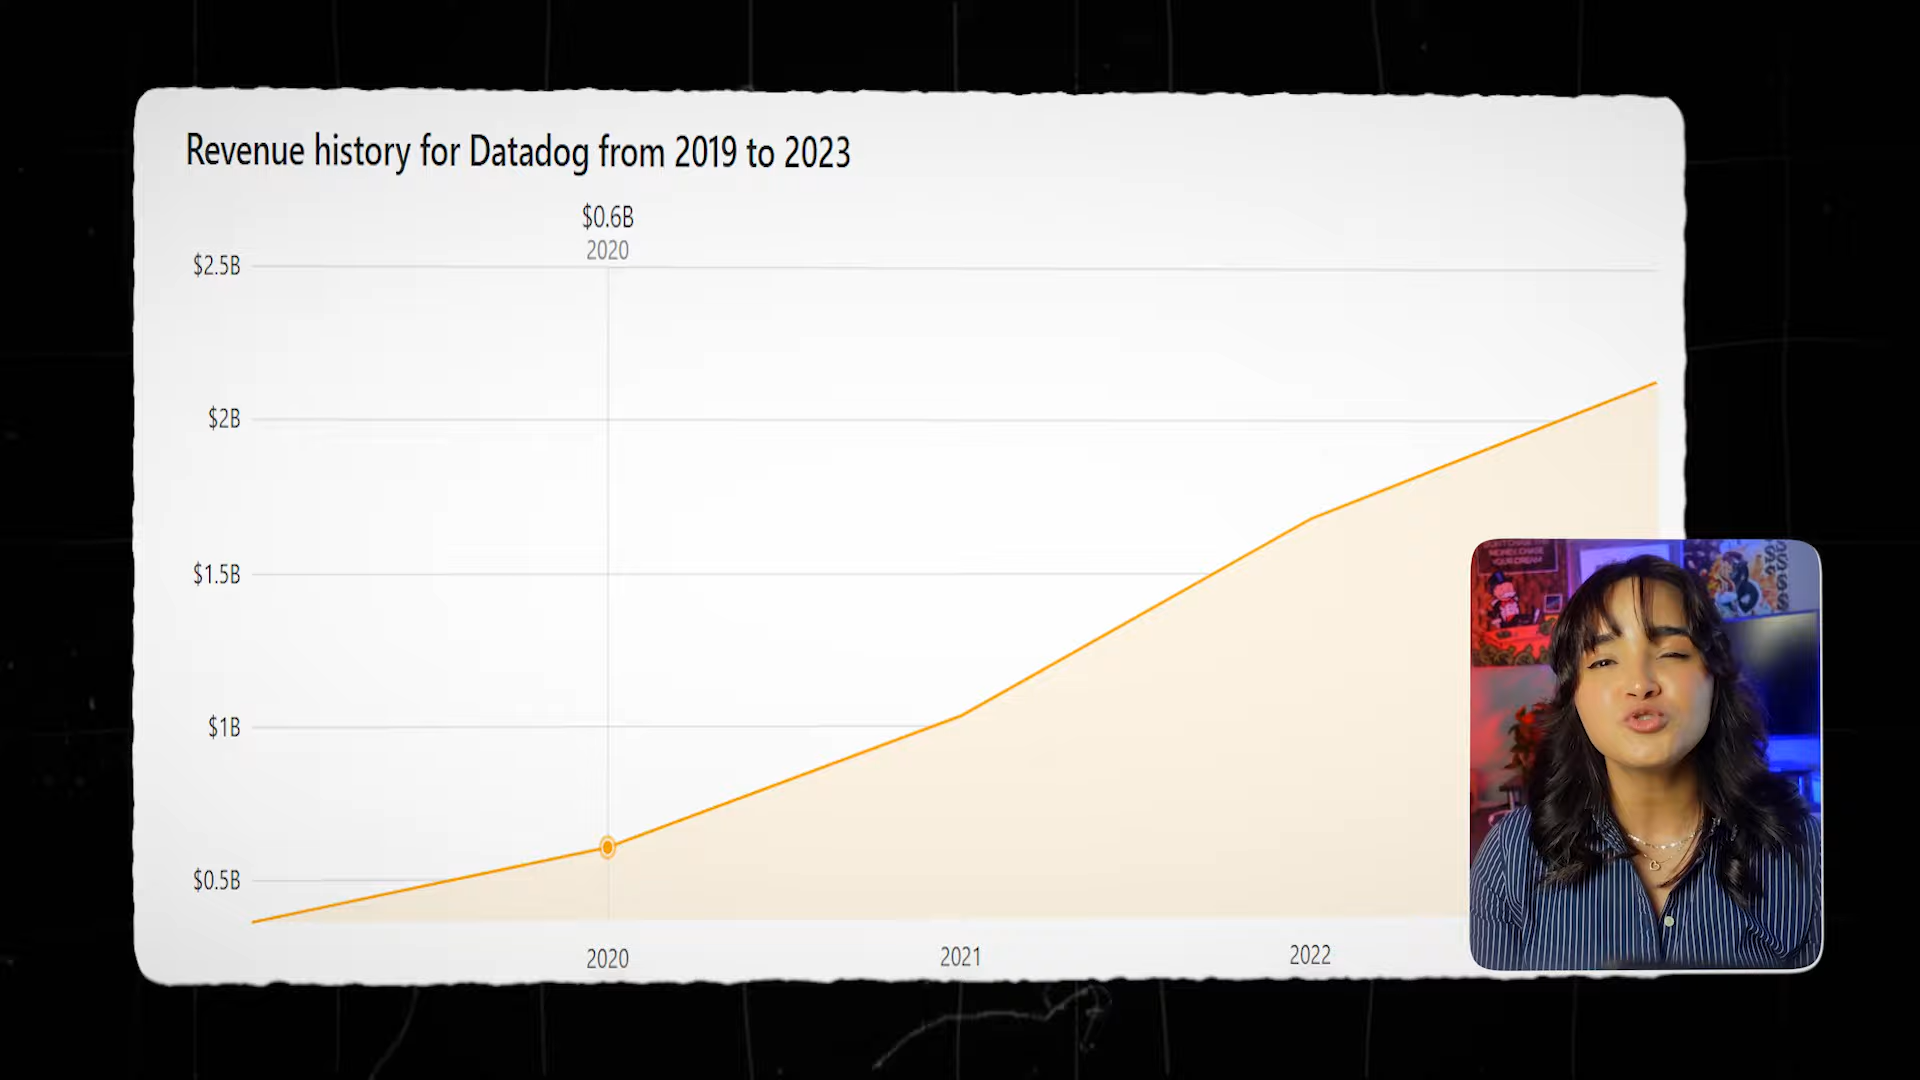 Revenue history for Datadog from 2019 to 2023
$0.6B
2020
$2.5B
$2B
$1.5B
$1B
$0.5B
2020
2021
2022